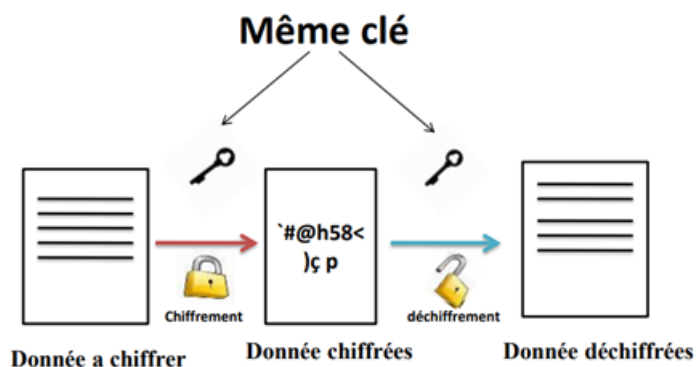 Même clé
`#@h58<
)ç p
Chiffrement
déchiffrement
Donnée a chiffrer
Donnée chiffrées
Donnée déchiffrées